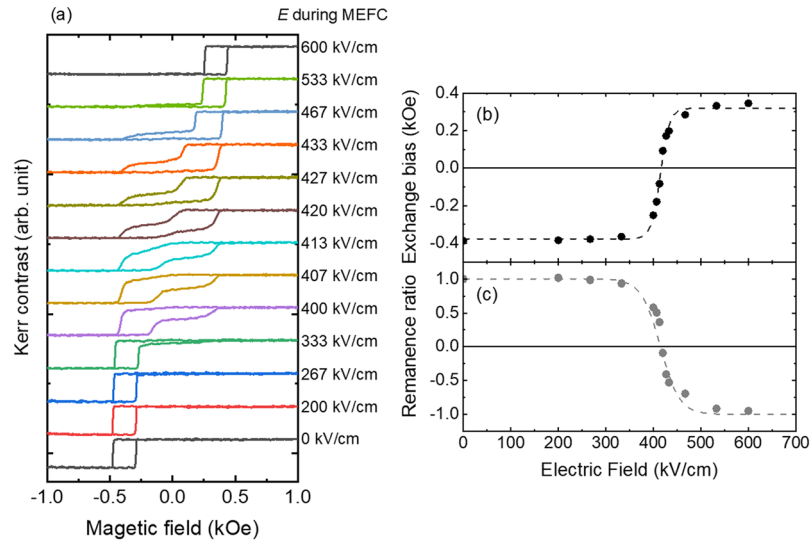 (a)
E during MEFC
600 kV/cm
533 kV/cm
467 kV/cm
433 kV/cm
427 kV/cm
420 kV/cm
413 kV/cm
407 kV/cm
400 kV/cm
333 kV/cm
267 kV/cm
200 kV/cm
0 kV/cm
Kerr contrast (arb. unit)
-1.0 -0.5 0.0 0.5 1.0
Magetic field (kOe)
(b)
0.4
0.0
-0.4
Exchange bias (kOe)
(c)
1.0
0.5
0.0
-0.5
-1.0
Remanence ratio
0 100 200 300 400 500 600 700
Electric Field (kV/cm)